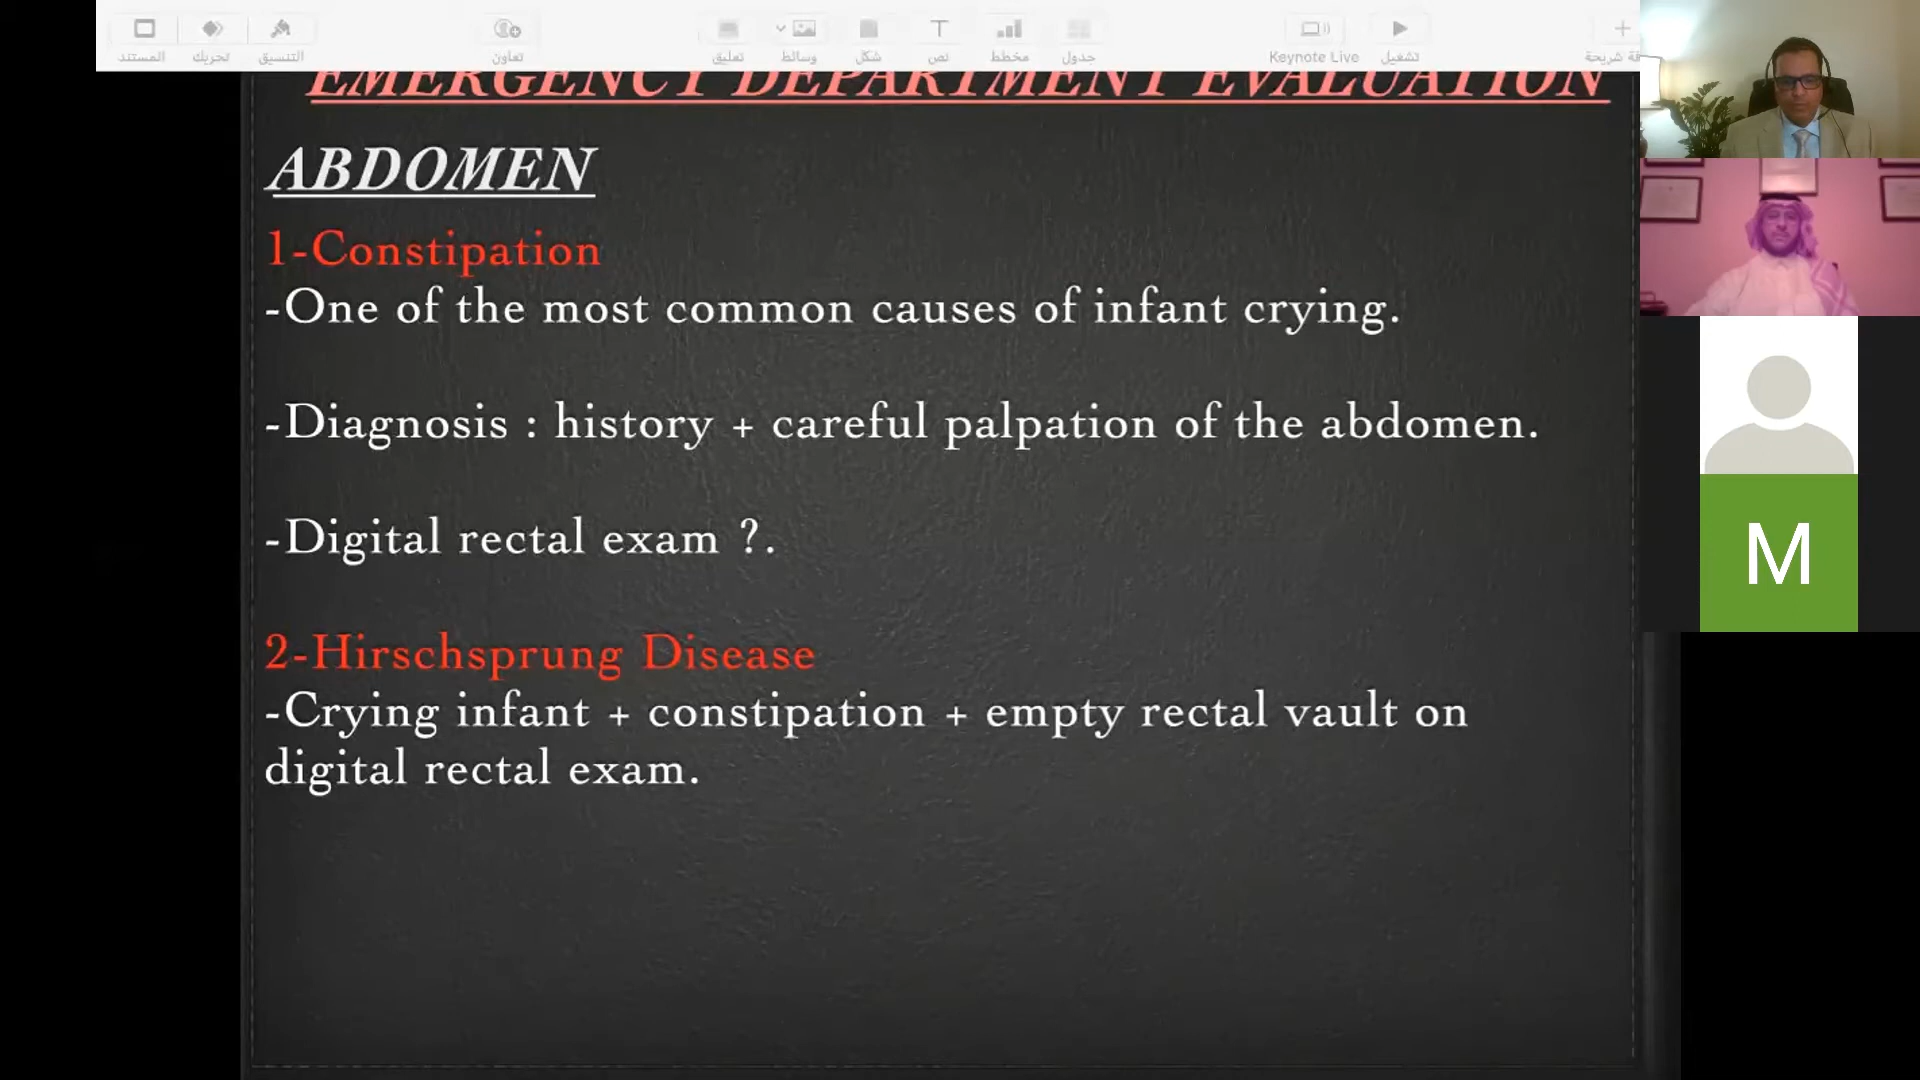 المستند
تحريك
التنسيق
تعاون
تعليق
وسائط
شكل
T
نص
مخطط
جدول
Keynote Live
تشغيل
شريحة
EMERGENCY DEPARTMENT EVALUATION
ABDOMEN
1-Constipation
-One of the most common causes of infant crying.
-Diagnosis : history + careful palpation of the abdomen.
-Digital rectal exam ?.
2-Hirschsprung Disease
-Crying infant + constipation + empty rectal vault on
digital rectal exam.
M